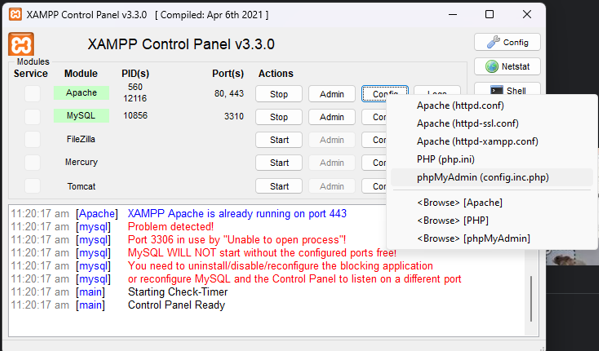 XAMPP Control Panel v3.3.0 [ Compiled: Apr 6th 2021 ]
XAMPP Control Panel v3.3.0
Config
Modules
Service Module PID(s) Port(s) Actions
Netstat
Apache 560 12116 80, 443 Stop Admin Config Logs
Shell
MySQL 10856 3310 Stop Admin
FileZilla Start Admin
Mercury Start Admin
Tomcat Start Admin
Apache (httpd.conf)
Apache (httpd-ssl.conf)
Apache (httpd-xampp.conf)
PHP (php.ini)
phpMyAdmin (config.inc.php)
<Browse> [Apache]
<Browse> [PHP]
<Browse> [phpMyAdmin]
11:20:17 am [Apache] XAMPP Apache is already running on port 443
11:20:17 am [mysql] Problem detected!
11:20:17 am [mysql] Port 3306 in use by "Unable to open process"!
11:20:17 am [mysql] MySQL WILL NOT start without the configured ports free!
11:20:17 am [mysql] You need to uninstall/disable/reconfigure the blocking application
11:20:17 am [mysql] or reconfigure MySQL and the Control Panel to listen on a different port
11:20:17 am [main] Starting Check-Timer
11:20:17 am [main] Control Panel Ready